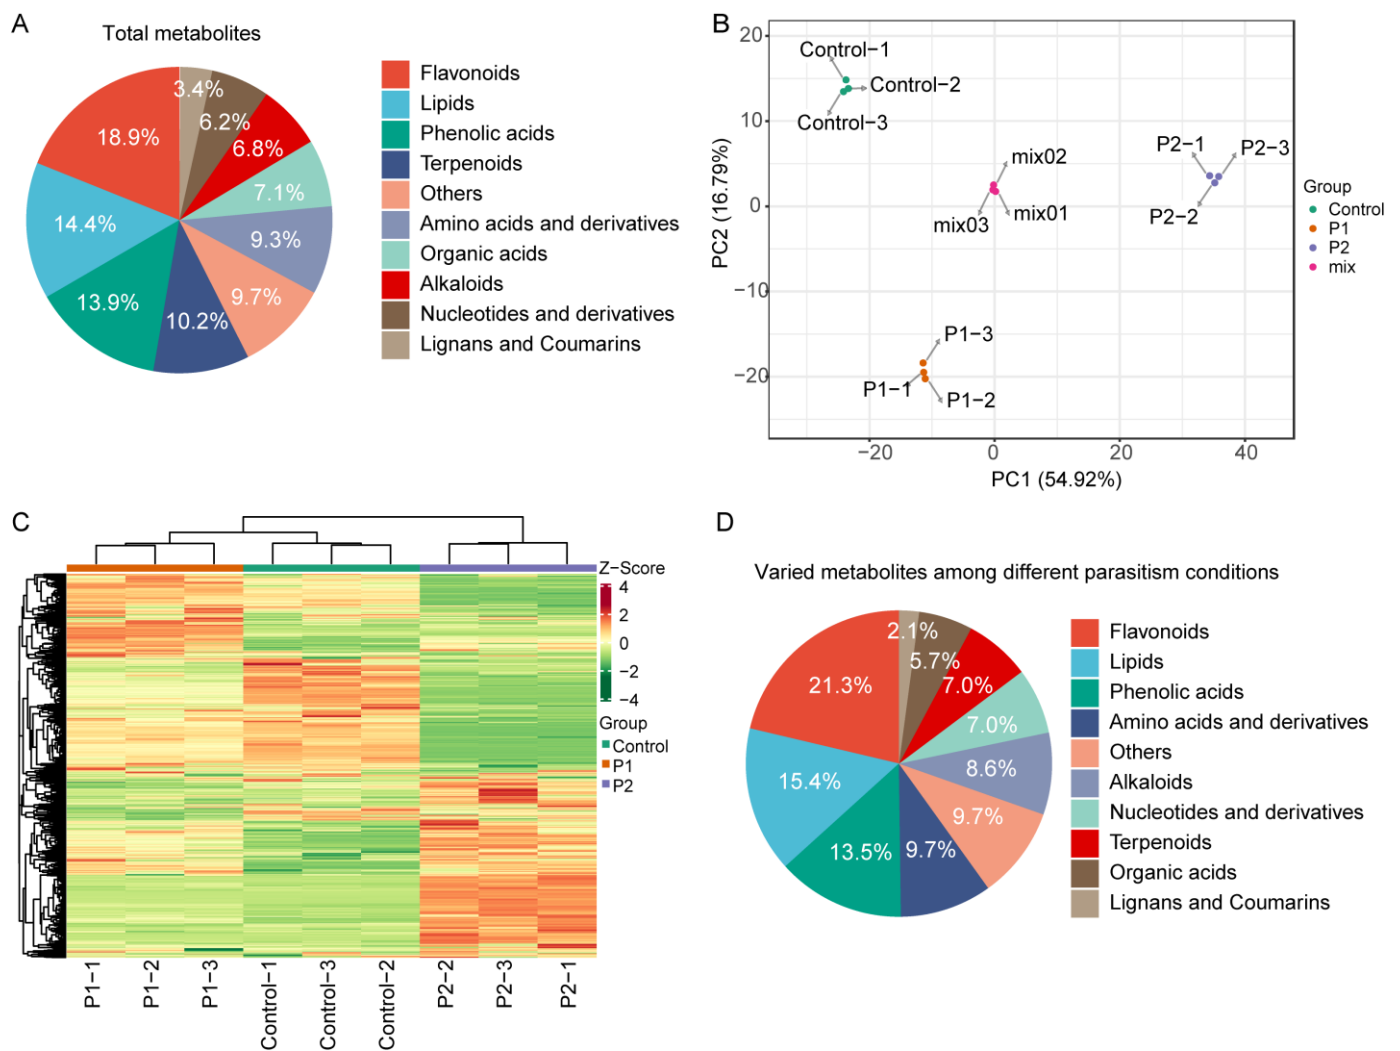 A
Total metabolites
3.4%
6.2%
6.8%
7.1%
9.3%
9.7%
10.2%
13.9%
14.4%
18.9%
Flavonoids
Lipids
Phenolic acids
Terpenoids
Others
Amino acids and derivatives
Organic acids
Alkaloids
Nucleotides and derivatives
Lignans and Coumarins
B
PC2 (16.79%)
20
10
0
−10
−20
Control−1
Control−2
Control−3
mix02
mix01
mix03
P2−1
P2−3
P2−2
P1−3
P1−1
P1−2
−20
0
20
40
PC1 (54.92%)
Group
Control
P1
P2
mix
C
Z−Score
4
2
0
−2
−4
Group
Control
P1
P2
P1−1
P1−2
P1−3
Control−1
Control−3
Control−2
P2−2
P2−3
P2−1
D
Varied metabolites among different parasitism conditions
2.1%
5.7%
7.0%
7.0%
8.6%
9.7%
9.7%
13.5%
15.4%
21.3%
Flavonoids
Lipids
Phenolic acids
Amino acids and derivatives
Others
Alkaloids
Nucleotides and derivatives
Terpenoids
Organic acids
Lignans and Coumarins